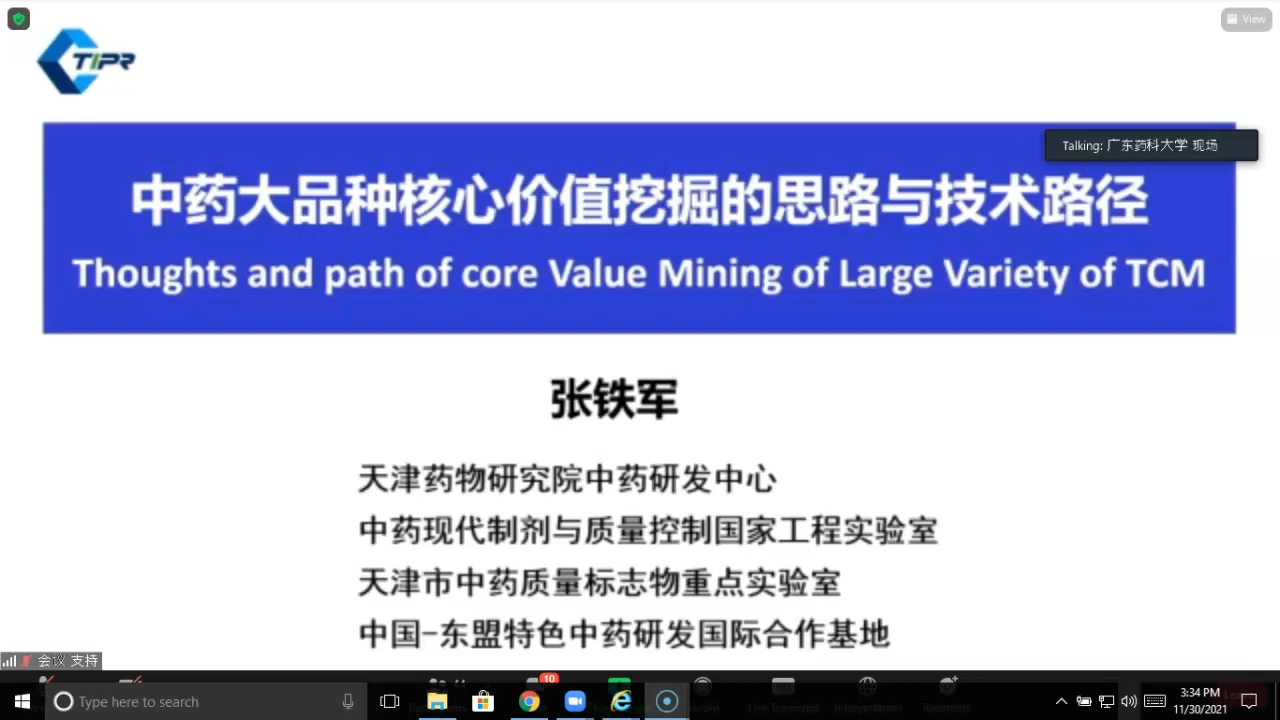 View
TIPR
Talking: 广东药科大学 现场
中药大品种核心价值挖掘的思路与技术路径
Thoughts and path of core Value Mining of Large Variety of TCM
张铁军
天津药物研究院中药研发中心
中药现代制剂与质量控制国家工程实验室
天津市中药质量标志物重点实验室
中国-东盟特色中药研发国际合作基地
会议 支持
10
44
Live Transcript
Interpretation
Reactions
Type here to search
3:34 PM
11/30/2021